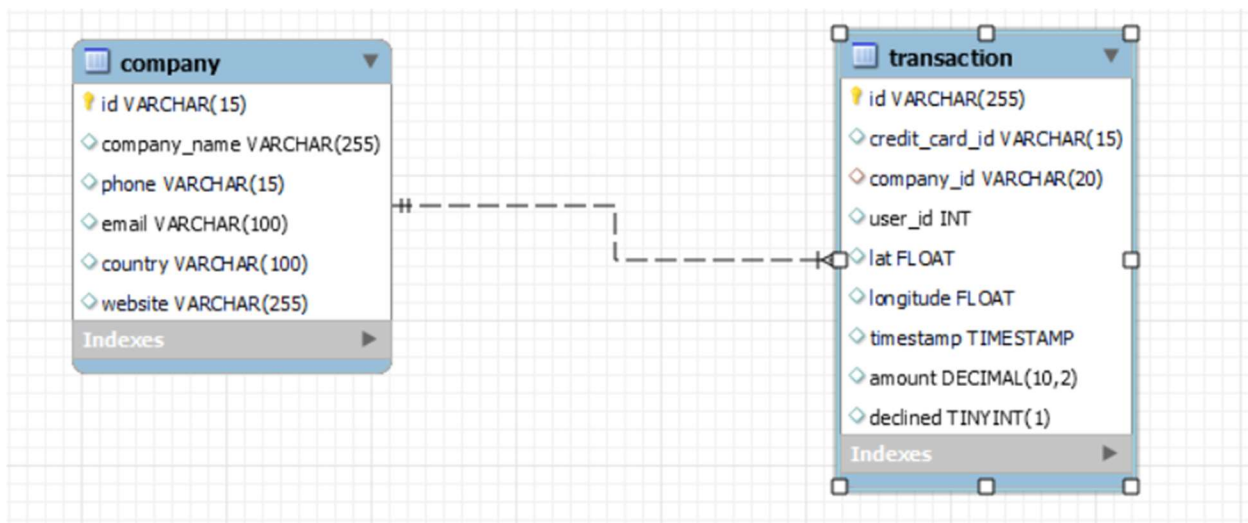 company
id VARCHAR(15)
company_name VARCHAR(255)
phone VARCHAR(15)
email VARCHAR(100)
country VARCHAR(100)
website VARCHAR(255)
Indexes
transaction
id VARCHAR(255)
credit_card_id VARCHAR(15)
company_id VARCHAR(20)
user_id INT
lat FLOAT
longitude FLOAT
timestamp TIMESTAMP
amount DECIMAL(10,2)
declined TINYINT(1)
Indexes